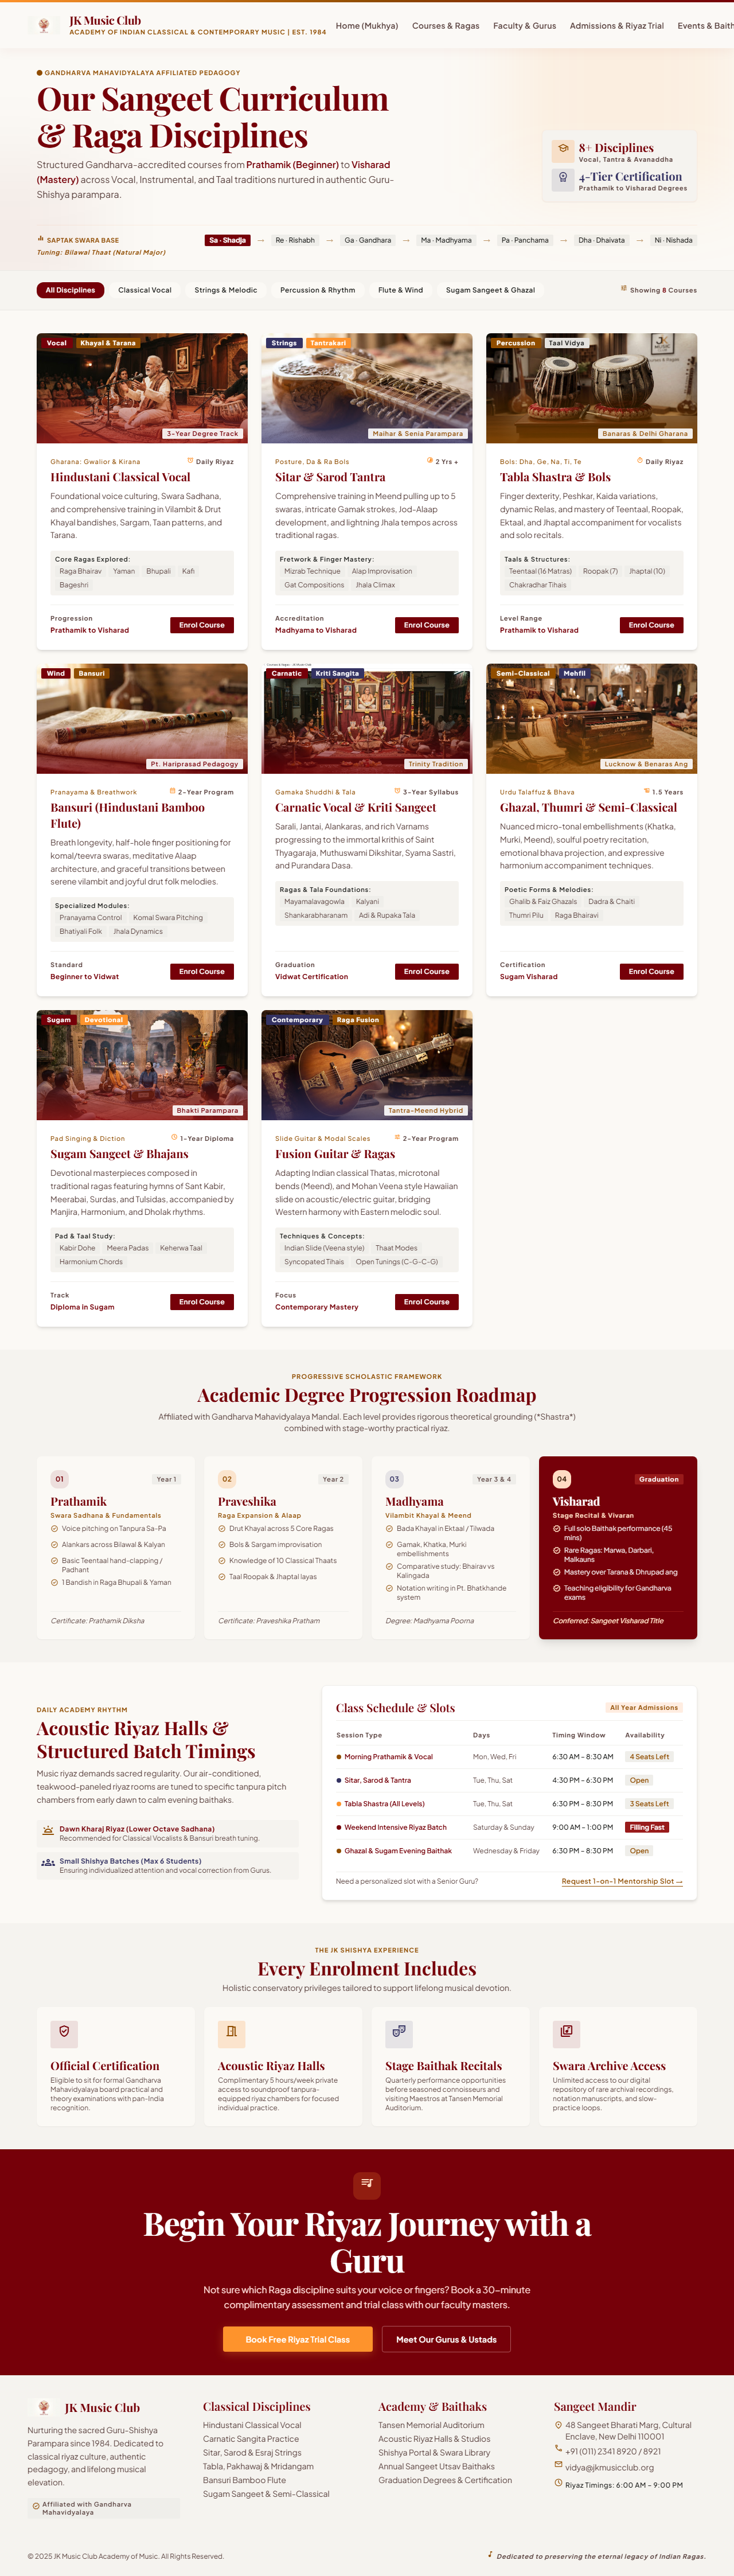 JK Music Club
ACADEMY OF INDIAN CLASSICAL & CONTEMPORARY MUSIC | EST. 1984
Home (Mukhya) Courses & Ragas Faculty & Gurus Admissions & Riyaz Trial Events & Baith
GANDHARVA MAHAVIDYALAYA AFFILIATED PEDAGOGY
Our Sangeet Curriculum
& Raga Disciplines
Structured Gandharva-accredited courses from Prathamik (Beginner) to Visharad
(Mastery) across Vocal, Instrumental, and Taal traditions nurtured in authentic Guru-
Shishya parampara.
8+ Disciplines
Vocal, Tantra & Avanaddha
4-Tier Certification
Prathamik to Visharad Degrees
SAPTAK SWARA BASE
Tuning: Bilawal Thaat (Natural Major)
Sa · Shadja → Re · Rishabh → Ga · Gandhara → Ma · Madhyama → Pa · Panchama → Dha · Dhaivata → Ni · Nishada
All Disciplines Classical Vocal Strings & Melodic Percussion & Rhythm Flute & Wind Sugam Sangeet & Ghazal
Showing 8 Courses
Vocal Khayal & Tarana
3-Year Degree Track
Gharana: Gwalior & Kirana Daily Riyaz
Hindustani Classical Vocal
Foundational voice culturing, Swara Sadhana,
and comprehensive training in Vilambit & Drut
Khayal bandishes, Sargam, Taan patterns, and
Tarana.
Core Ragas Explored:
Raga Bhairav Yaman Bhupali Kafi
Bageshri
Progression
Prathamik to Visharad
Enrol Course
Strings Tantrakari
Maihar & Senia Parampara
Posture, Da & Ra Bols 2 Yrs +
Sitar & Sarod Tantra
Comprehensive training in Meend pulling up to 5
swaras, intricate Gamak strokes, Jod-Alaap
development, and lightning Jhala tempos across
traditional ragas.
Fretwork & Finger Mastery:
Mizrab Technique Alap Improvisation
Gat Compositions Jhala Climax
Accreditation
Madhyama to Visharad
Enrol Course
Percussion Taal Vidya
Banaras & Delhi Gharana
Bols: Dha, Ge, Na, Ti, Te Daily Riyaz
Tabla Shastra & Bols
Finger dexterity, Peshkar, Kaida variations,
dynamic Relas, and mastery of Teentaal, Roopak,
Ektaal, and Jhaptal accompaniment for vocalists
and solo recitals.
Taals & Structures:
Teentaal (16 Matras) Roopak (7) Jhaptal (10)
Chakradhar Tihais
Level Range
Prathamik to Visharad
Enrol Course
Wind Bansuri
Pt. Hariprasad Pedagogy
Pranayama & Breathwork 2-Year Program
Bansuri (Hindustani Bamboo
Flute)
Breath longevity, half-hole finger positioning for
komal/teevra swaras, meditative Alaap
architecture, and graceful transitions between
serene vilambit and joyful drut folk melodies.
Specialized Modules:
Pranayama Control Komal Swara Pitching
Bhatiyali Folk Jhala Dynamics
Standard
Beginner to Vidwat
Enrol Course
Carnatic Kriti Sangita
Trinity Tradition
Gamaka Shuddhi & Tala 3-Year Syllabus
Carnatic Vocal & Kriti Sangeet
Sarali, Jantai, Alankaras, and rich Varnams
progressing to the immortal krithis of Saint
Thyagaraja, Muthuswami Dikshitar, Syama Sastri,
and Purandara Dasa.
Ragas & Tala Foundations:
Mayamalavagowla Kalyani
Shankarabharanam Adi & Rupaka Tala
Graduation
Vidwat Certification
Enrol Course
Semi-Classical Mehfil
Lucknow & Benaras Ang
Urdu Talaffuz & Bhava 1.5 Years
Ghazal, Thumri & Semi-Classical
Nuanced micro-tonal embellishments (Khatka,
Murki, Meend), soulful poetry recitation,
emotional bhava projection, and expressive
harmonium accompaniment techniques.
Poetic Forms & Melodies:
Ghalib & Faiz Ghazals Dadra & Chaiti
Thumri Pilu Raga Bhairavi
Certification
Sugam Visharad
Enrol Course
Sugam Devotional
Bhakti Parampara
Pad Singing & Diction 1-Year Diploma
Sugam Sangeet & Bhajans
Devotional masterpieces composed in
traditional ragas featuring hymns of Sant Kabir,
Meerabai, Surdas, and Tulsidas, accompanied by
Manjira, Harmonium, and Dholak rhythms.
Pad & Taal Study:
Kabir Dohe Meera Padas Keherwa Taal
Harmonium Chords
Track
Diploma in Sugam
Enrol Course
Contemporary Raga Fusion
Tantra-Meend Hybrid
Slide Guitar & Modal Scales 2-Year Program
Fusion Guitar & Ragas
Adapting Indian classical Thatas, microtonal
bends (Meend), and Mohan Veena style Hawaiian
slide on acoustic/electric guitar, bridging
Western harmony with Eastern melodic soul.
Techniques & Concepts:
Indian Slide (Veena style) Thaat Modes
Syncopated Tihais Open Tunings (C-G-C-G)
Focus
Contemporary Mastery
Enrol Course
PROGRESSIVE SCHOLASTIC FRAMEWORK
Academic Degree Progression Roadmap
Affiliated with Gandharva Mahavidyalaya Mandal. Each level provides rigorous theoretical grounding (*Shastra*)
combined with stage-worthy practical riyaz.
01 Year 1
Prathamik
Swara Sadhana & Fundamentals
Voice pitching on Tanpura Sa-Pa
Alankars across Bilawal & Kalyan
Basic Teentaal hand-clapping /
Padhant
1 Bandish in Raga Bhupali & Yaman
Certificate: Prathamik Diksha
02 Year 2
Praveshika
Raga Expansion & Alaap
Drut Khayal across 5 Core Ragas
Bols & Sargam improvisation
Knowledge of 10 Classical Thaats
Taal Roopak & Jhaptal layas
Certificate: Praveshika Pratham
03 Year 3 & 4
Madhyama
Vilambit Khayal & Meend
Bada Khayal in Ektaal / Tilwada
Gamak, Khatka, Murki
embellishments
Comparative study: Bhairav vs
Kalingada
Notation writing in Pt. Bhatkhande
system
Degree: Madhyama Poorna
04 Graduation
Visharad
Stage Recital & Vivaran
Full solo Baithak performance (45
mins)
Rare Ragas: Marwa, Darbari,
Malkauns
Mastery over Tarana & Dhrupad ang
Teaching eligibility for Gandharva
exams
Conferred: Sangeet Visharad Title
DAILY ACADEMY RHYTHM
Acoustic Riyaz Halls &
Structured Batch Timings
Music riyaz demands sacred regularity. Our air-conditioned,
teakwood-paneled riyaz rooms are tuned to specific tanpura pitch
chambers from early dawn to calm evening baithaks.
Dawn Kharaj Riyaz (Lower Octave Sadhana)
Recommended for Classical Vocalists & Bansuri breath tuning.
Small Shishya Batches (Max 6 Students)
Ensuring individualized attention and vocal correction from Gurus.
Class Schedule & Slots
All Year Admissions
Session Type Days Timing Window Availability
Morning Prathamik & Vocal Mon, Wed, Fri 6:30 AM – 8:30 AM 4 Seats Left
Sitar, Sarod & Tantra Tue, Thu, Sat 4:30 PM – 6:30 PM Open
Tabla Shastra (All Levels) Tue, Thu, Sat 6:30 PM – 8:30 PM 3 Seats Left
Weekend Intensive Riyaz Batch Saturday & Sunday 9:00 AM – 1:00 PM Filling Fast
Ghazal & Sugam Evening Baithak Wednesday & Friday 6:30 PM – 8:30 PM Open
Need a personalized slot with a Senior Guru? Request 1-on-1 Mentorship Slot →
THE JK SHISHYA EXPERIENCE
Every Enrolment Includes
Holistic conservatory privileges tailored to support lifelong musical devotion.
Official Certification
Eligible to sit for formal Gandharva
Mahavidyalaya board practical and
theory examinations with pan-India
recognition.
Acoustic Riyaz Halls
Complimentary 5 hours/week private
access to soundproof tanpura-
equipped riyaz chambers for focused
individual practice.
Stage Baithak Recitals
Quarterly performance opportunities
before seasoned connoisseurs and
visiting Maestros at Tansen Memorial
Auditorium.
Swara Archive Access
Unlimited access to our digital
repository of rare archival recordings,
notation manuscripts, and slow-
practice loops.
Begin Your Riyaz Journey with a
Guru
Not sure which Raga discipline suits your voice or fingers? Book a 30-minute
complimentary assessment and trial class with our faculty masters.
Book Free Riyaz Trial Class Meet Our Gurus & Ustads
JK Music Club
Nurturing the sacred Guru-Shishya
Parampara since 1984. Dedicated to
classical riyaz culture, authentic
pedagogy, and lifelong musical
elevation.
Affiliated with Gandharva
Mahavidyalaya
Classical Disciplines
Hindustani Classical Vocal
Carnatic Sangita Practice
Sitar, Sarod & Esraj Strings
Tabla, Pakhawaj & Mridangam
Bansuri Bamboo Flute
Sugam Sangeet & Semi-Classical
Academy & Baithaks
Tansen Memorial Auditorium
Acoustic Riyaz Halls & Studios
Shishya Portal & Swara Library
Annual Sangeet Utsav Baithaks
Graduation Degrees & Certification
Sangeet Mandir
48 Sangeet Bharati Marg, Cultural
Enclave, New Delhi 110001
+91 (011) 2341 8920 / 8921
vidya@jkmusicclub.org
Riyaz Timings: 6:00 AM – 9:00 PM
© 2025 JK Music Club Academy of Music. All Rights Reserved.
Dedicated to preserving the eternal legacy of Indian Ragas.